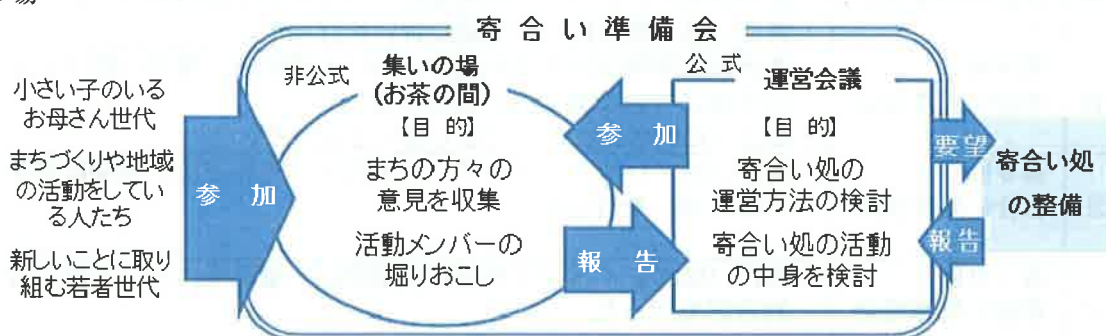 寄合い準備会
小さい子のいる
お母さん世代
まちづくりや地域
の活動をしてい
る人たち
新しいことに取り
組む若者世代
参加
非公式
集いの場
(お茶の間)
【目的】
まちの方々の
意見を収集
活動メンバーの
堀りおこし
参加
報告
公式
運営会議
【目的】
寄合い処の
運営方法の検討
寄合い処の活動
の中身を検討
要望
報告
寄合い処
の整備